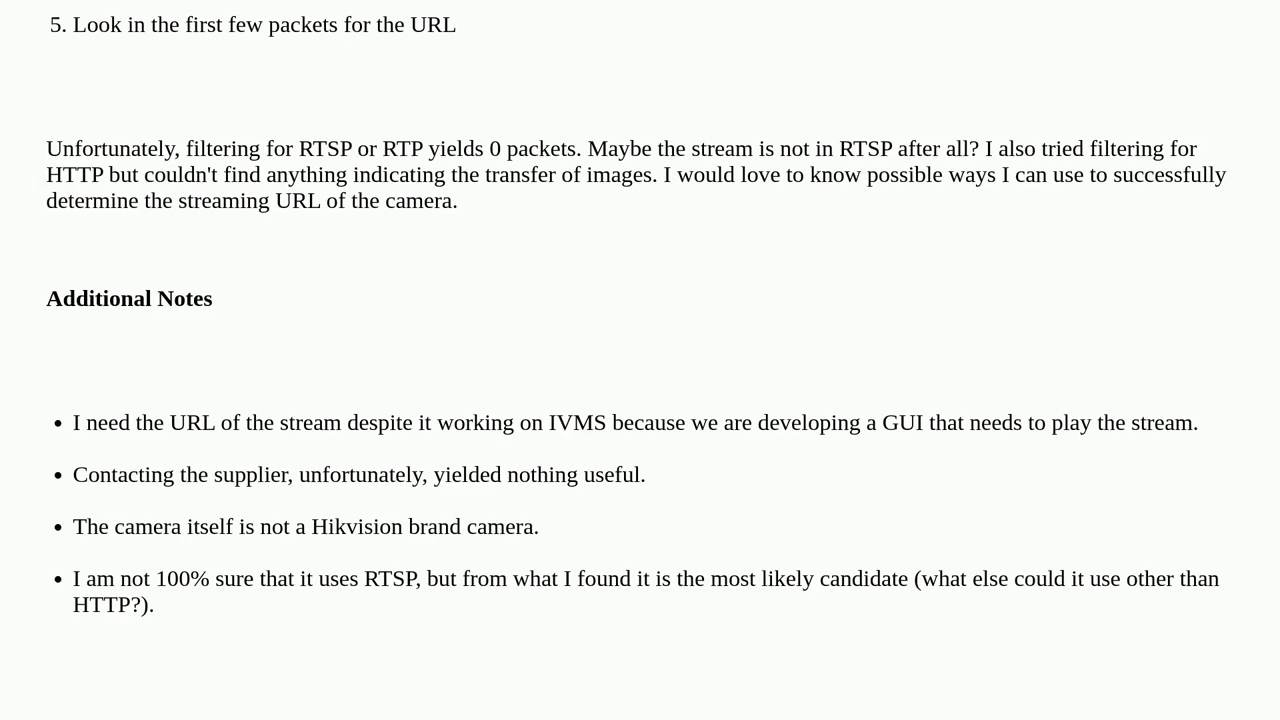 5. Look in the first few packets for the URL
Unfortunately, filtering for RTSP or RTP yields 0 packets. Maybe the stream is not in RTSP after all? I also tried filtering for
HTTP but couldn't find anything indicating the transfer of images. I would love to know possible ways I can use to successfully
determine the streaming URL of the camera.
Additional Notes
• I need the URL of the stream despite it working on IVMS because we are developing a GUI that needs to play the stream.
• Contacting the supplier, unfortunately, yielded nothing useful.
• The camera itself is not a Hikvision brand camera.
• I am not 100% sure that it uses RTSP, but from what I found it is the most likely candidate (what else could it use other than
HTTP?).